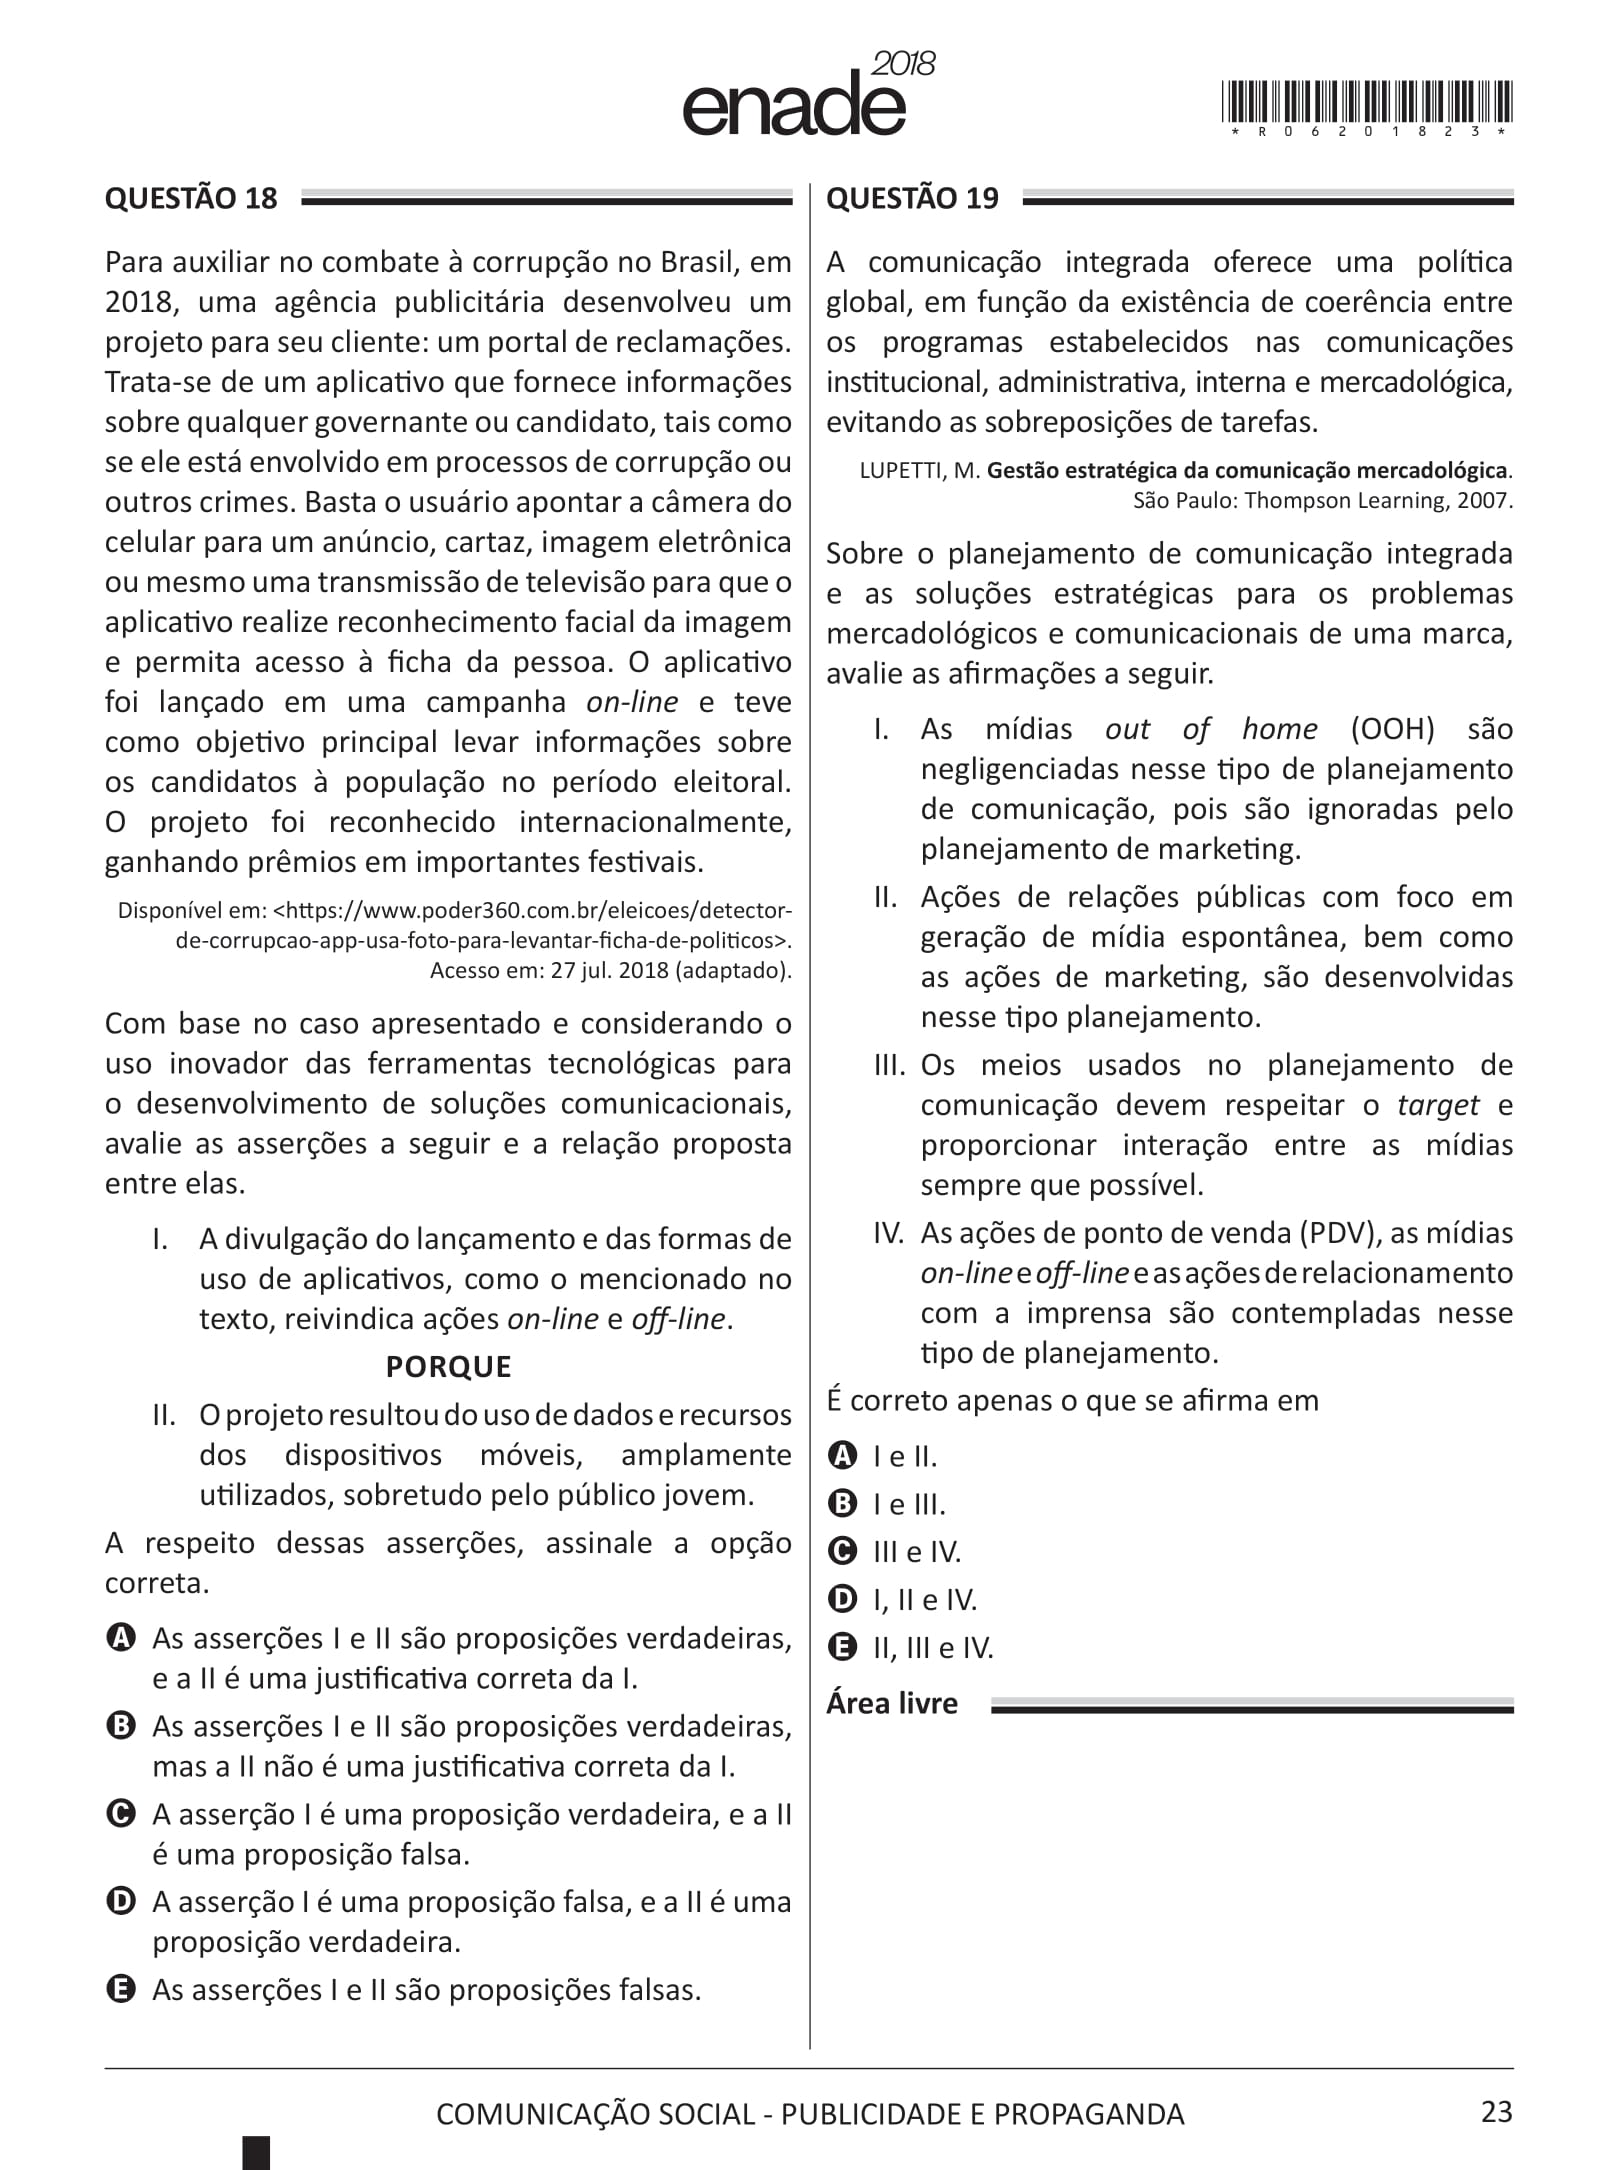 enade 2018
*R06201823*
QUESTÃO 18
Para auxiliar no combate à corrupção no Brasil, em
2018, uma agência publicitária desenvolveu um
projeto para seu cliente: um portal de reclamações.
Trata-se de um aplicativo que fornece informações
sobre qualquer governante ou candidato, tais como
se ele está envolvido em processos de corrupção ou
outros crimes. Basta o usuário apontar a câmera do
celular para um anúncio, cartaz, imagem eletrônica
ou mesmo uma transmissão de televisão para que o
aplicativo realize reconhecimento facial da imagem
e permita acesso à ficha da pessoa. O aplicativo
foi lançado em uma campanha on-line e teve
como objetivo principal levar informações sobre
os candidatos à população no período eleitoral.
O projeto foi reconhecido internacionalmente,
ganhando prêmios em importantes festivais.
Disponível em: <https://www.poder360.com.br/eleicoes/detector-
de-corrupcao-app-usa-foto-para-levantar-ficha-de-politicos>.
Acesso em: 27 jul. 2018 (adaptado).
Com base no caso apresentado e considerando o
uso inovador das ferramentas tecnológicas para
o desenvolvimento de soluções comunicacionais,
avalie as asserções a seguir e a relação proposta
entre elas.
I. A divulgação do lançamento e das formas de
uso de aplicativos, como o mencionado no
texto, reivindica ações on-line e off-line.
PORQUE
II. O projeto resultou do uso de dados e recursos
dos dispositivos móveis, amplamente
utilizados, sobretudo pelo público jovem.
A respeito dessas asserções, assinale a opção
correta.
A As asserções I e II são proposições verdadeiras,
e a II é uma justificativa correta da I.
B As asserções I e II são proposições verdadeiras,
mas a II não é uma justificativa correta da I.
C A asserção I é uma proposição verdadeira, e a II
é uma proposição falsa.
D A asserção I é uma proposição falsa, e a II é uma
proposição verdadeira.
E As asserções I e II são proposições falsas.
QUESTÃO 19
A comunicação integrada oferece uma política
global, em função da existência de coerência entre
os programas estabelecidos nas comunicações
institucional, administrativa, interna e mercadológica,
evitando as sobreposições de tarefas.
LUPETTI, M. Gestão estratégica da comunicação mercadológica.
São Paulo: Thompson Learning, 2007.
Sobre o planejamento de comunicação integrada
e as soluções estratégicas para os problemas
mercadológicos e comunicacionais de uma marca,
avalie as afirmações a seguir.
I. As mídias out of home (OOH) são
negligenciadas nesse tipo de planejamento
de comunicação, pois são ignoradas pelo
planejamento de marketing.
II. Ações de relações públicas com foco em
geração de mídia espontânea, bem como
as ações de marketing, são desenvolvidas
nesse tipo planejamento.
III. Os meios usados no planejamento de
comunicação devem respeitar o target e
proporcionar interação entre as mídias
sempre que possível.
IV. As ações de ponto de venda (PDV), as mídias
on-line e off-line e as ações de relacionamento
com a imprensa são contempladas nesse
tipo de planejamento.
É correto apenas o que se afirma em
A I e II.
B I e III.
C III e IV.
D I, II e IV.
E II, III e IV.
Área livre
COMUNICAÇÃO SOCIAL - PUBLICIDADE E PROPAGANDA
23